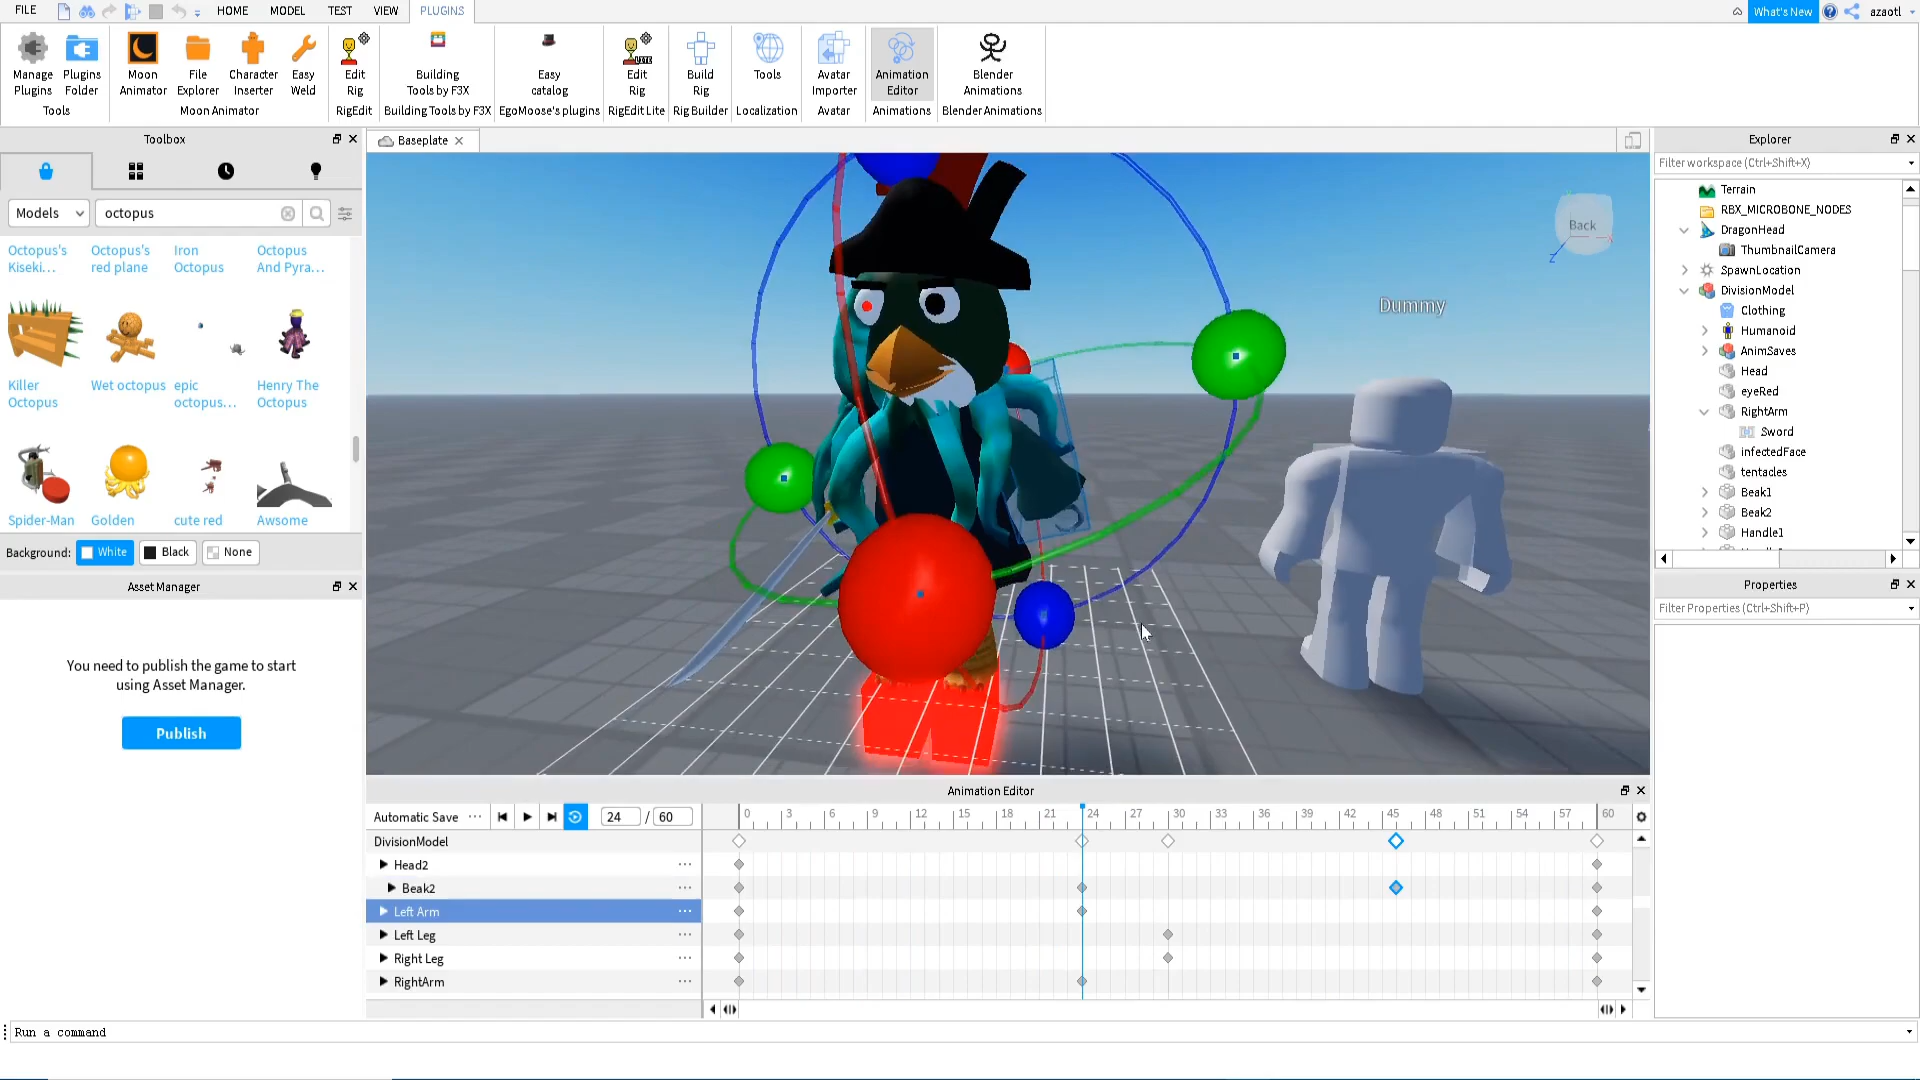 FILE
HOME
MODEL
TEST
VIEW
PLUGINS
What's New
azaotl
Manage Plugins
Plugins Folder
Moon Animator
File Explorer
Character Inserter
Easy Weld
Edit Rig
Building Tools by F3X
Easy catalog
Edit Rig
Build Rig
Tools
Avatar Importer
Animation Editor
Blender Animations
Tools
Moon Animator
RigEdit
Building Tools by F3X
EgoMoose's plugins
RigEdit Lite
Rig Builder
Localization
Avatar
Animations
Blender Animations
Toolbox
Models
octopus
Octopus's Kiseki...
Octopus's red plane
Iron Octopus
Octopus And Pyra...
Killer Octopus
Wet octopus
epic octopus...
Henry The Octopus
Spider-Man
Golden
cute red
Awsome
Background:
White
Black
None
Asset Manager
You need to publish the game to start
using Asset Manager.
Publish
Baseplate
Back
Dummy
Explorer
Filter workspace (Ctrl+Shift+X)
Terrain
RBX_MICROBONE_NODES
DragonHead
ThumbnailCamera
SpawnLocation
DivisionModel
Clothing
Humanoid
AnimSaves
Head
eyeRed
RightArm
Sword
infectedFace
tentacles
Beak1
Beak2
Handle1
Properties
Filter Properties (Ctrl+Shift+P)
Animation Editor
Automatic Save
24 / 60
0 3 6 9 12 15 18 21 24 27 30 33 36 39 42 45 48 51 54 57 60
DivisionModel
Head2
Beak2
Left Arm
Left Leg
Right Leg
RightArm
Run a command